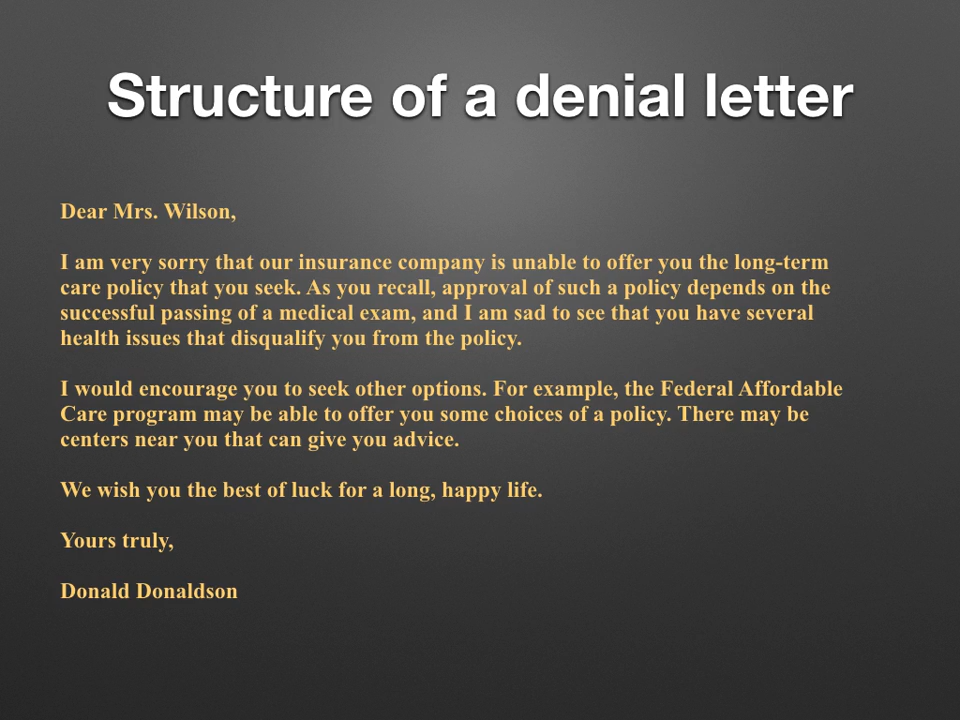 Structure of a denial letter
Dear Mrs. Wilson,
I am very sorry that our insurance company is unable to offer you the long-term
care policy that you seek. As you recall, approval of such a policy depends on the
successful passing of a medical exam, and I am sad to see that you have several
health issues that disqualify you from the policy.
I would encourage you to seek other options. For example, the Federal Affordable
Care program may be able to offer you some choices of a policy. There may be
centers near you that can give you advice.
We wish you the best of luck for a long, happy life.
Yours truly,
Donald Donaldson